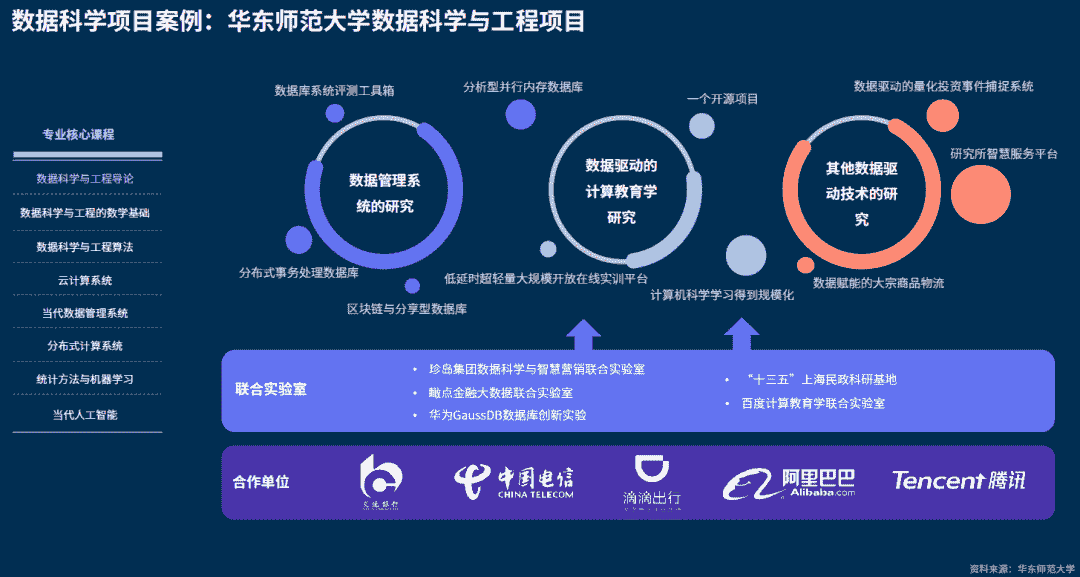 数据科学项目案例：华东师范大学数据科学与工程项目
专业核心课程
数据科学与工程导论
数据科学与工程的数学基础
数据科学与工程算法
云计算系统
当代数据管理系统
分布式计算系统
统计方法与机器学习
当代人工智能
数据库系统评测工具箱
数据管理系
统的研究
分布式事务处理数据库
区块链与分享型数据库
分析型并行内存数据库
一个开源项目
数据驱动的
计算教育学
研究
低延时超轻量大规模开放在线实训平台
计算机科学学习得到规模化
数据驱动的量化投资事件捕捉系统
研究所智慧服务平台
其他数据驱
动技术的研
究
数据赋能的大宗商品物流
联合实验室
• 珍岛集团数据科学与智慧营销联合实验室
• 瞰点金融大数据联合实验室
• 华为GaussDB数据库创新实验
• “十三五”上海民政科研基地
• 百度计算教育学联合实验室
合作单位
交通银行
中国电信
CHINA TELECOM
滴滴出行
阿里巴巴
Alibaba.com
Tencent 腾讯
资料来源：华东师范大学